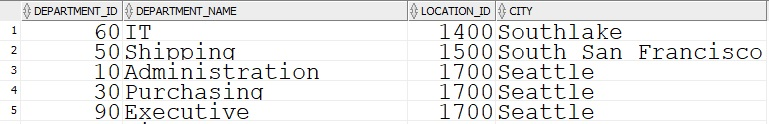 DEPARTMENT_ID DEPARTMENT_NAME LOCATION_ID CITY
1 60 IT 1400 Southlake
2 50 Shipping 1500 South San Francisco
3 10 Administration 1700 Seattle
4 30 Purchasing 1700 Seattle
5 90 Executive 1700 Seattle